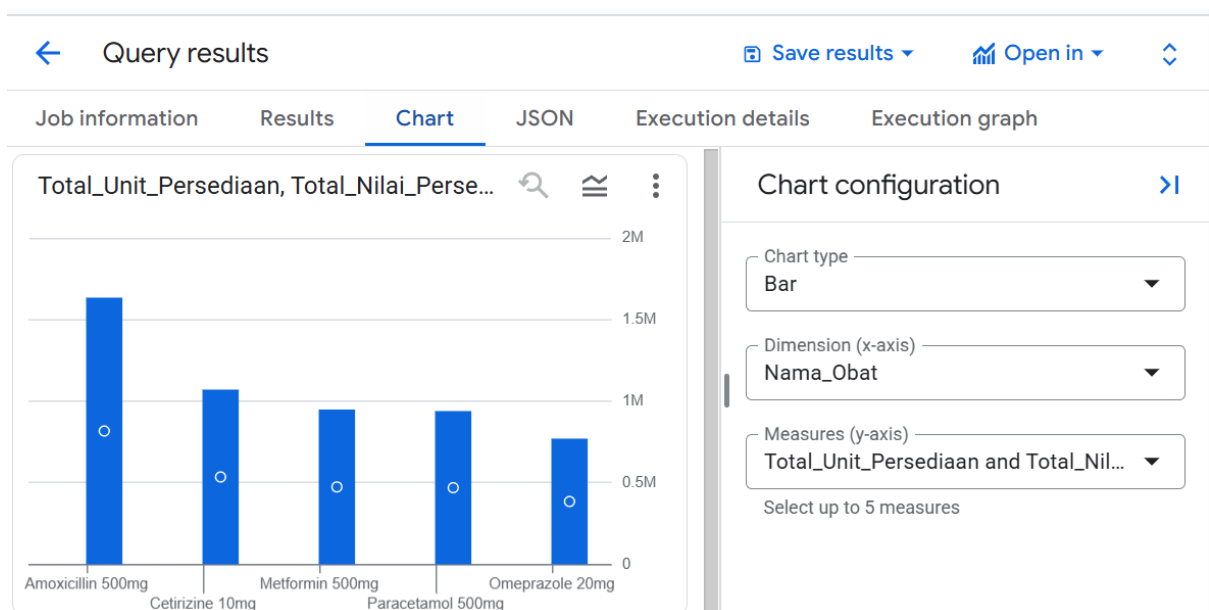 Query results
Save results
Open in
Job information
Results
Chart
JSON
Execution details
Execution graph
Total_Unit_Persediaan, Total_Nilai_Perse...
2M
1.5M
1M
0.5M
0
Amoxicillin 500mg
Cetirizine 10mg
Metformin 500mg
Paracetamol 500mg
Omeprazole 20mg
Chart configuration
Chart type
Bar
Dimension (x-axis)
Nama_Obat
Measures (y-axis)
Total_Unit_Persediaan and Total_Nil...
Select up to 5 measures